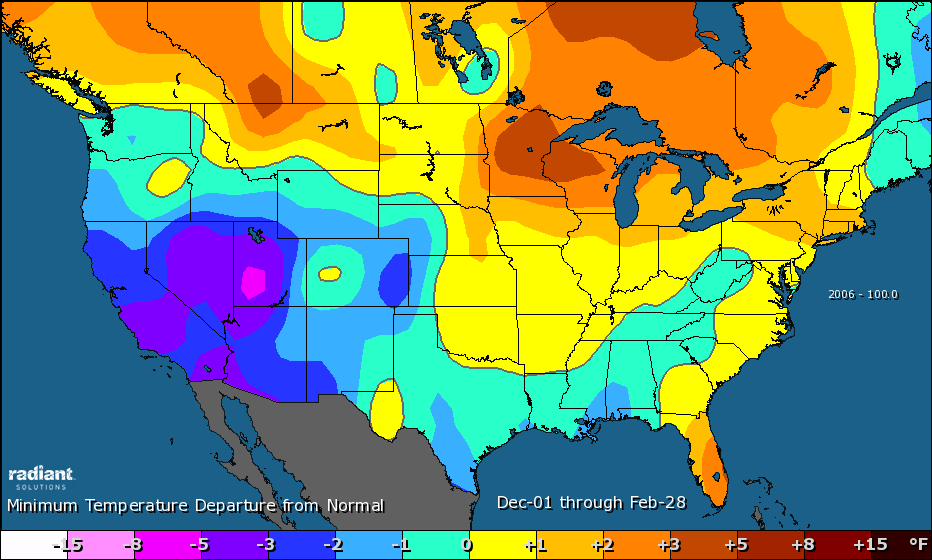 2006 - 100.0
radiant
SOLUTIONS
Minimum Temperature Departure from Normal
Dec-01 through Feb-28
-15 -8 -5 -3 -2 -1 0 +1 +2 +3 +5 +8 +15 °F